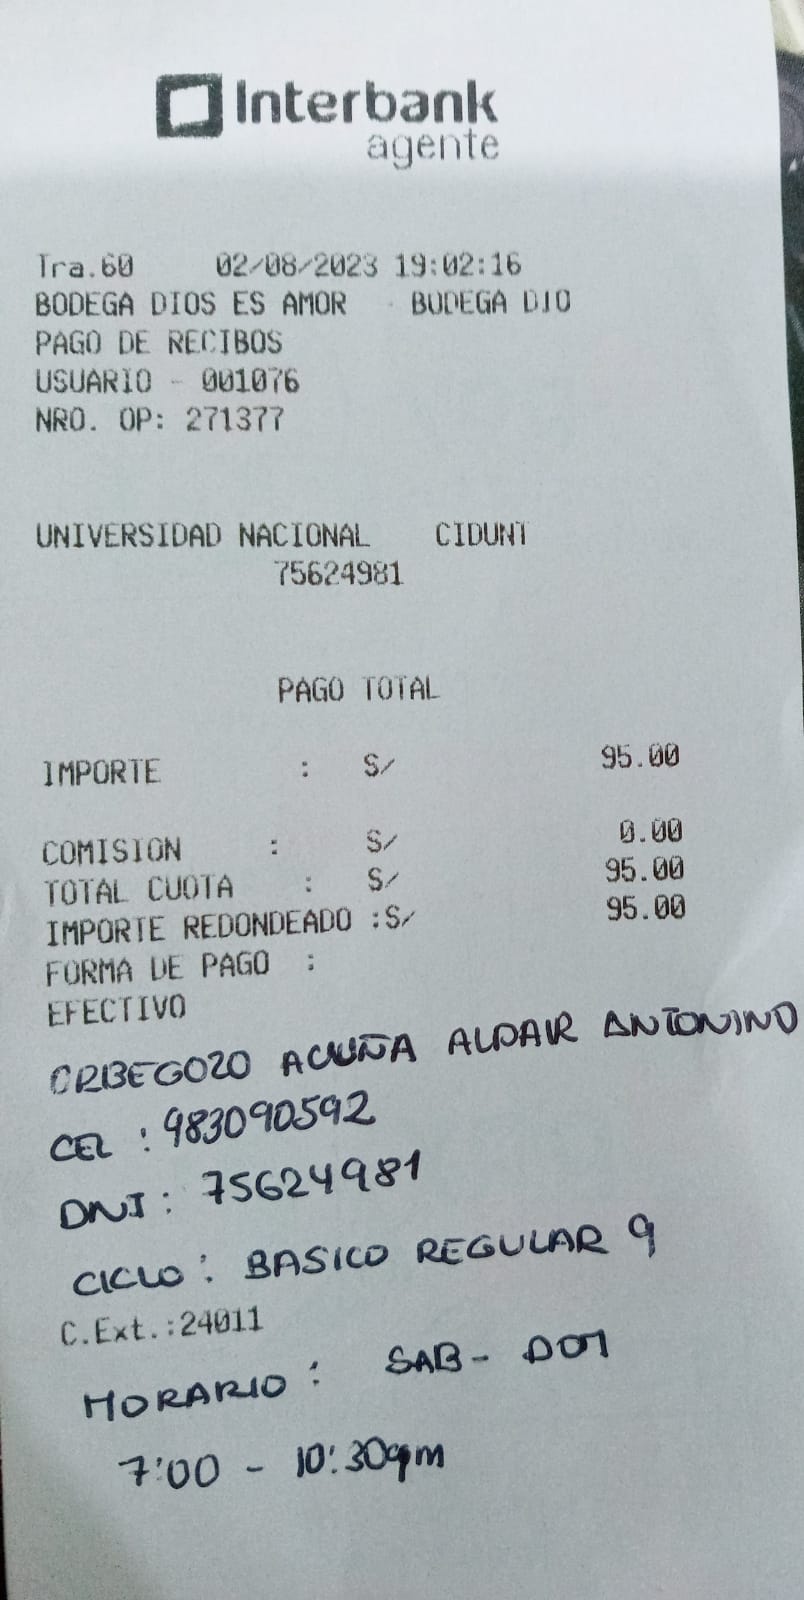 Interbank
agente
Tra.60 02/08/2023 19:02:16
BODEGA DIOS ES AMOR - BODEGA DIO
PAGO DE RECIBOS
USUARIO - 001076
NRO. OP: 271377
UNIVERSIDAD NACIONAL CIDUNT
75624981
PAGO TOTAL
IMPORTE : S/ 95.00
COMISION : S/ 0.00
TOTAL CUOTA : S/ 95.00
IMPORTE REDONDEADO :S/ 95.00
FORMA DE PAGO :
EFECTIVO
ORBEGOZO ACUÑA ALDAIR ANTONINO
CEL : 983090592
DNI : 75624981
CICLO : BASICO REGULAR 9
C.Ext.:24011
HORARIO : SAB - DOM
7:00 - 10:30am